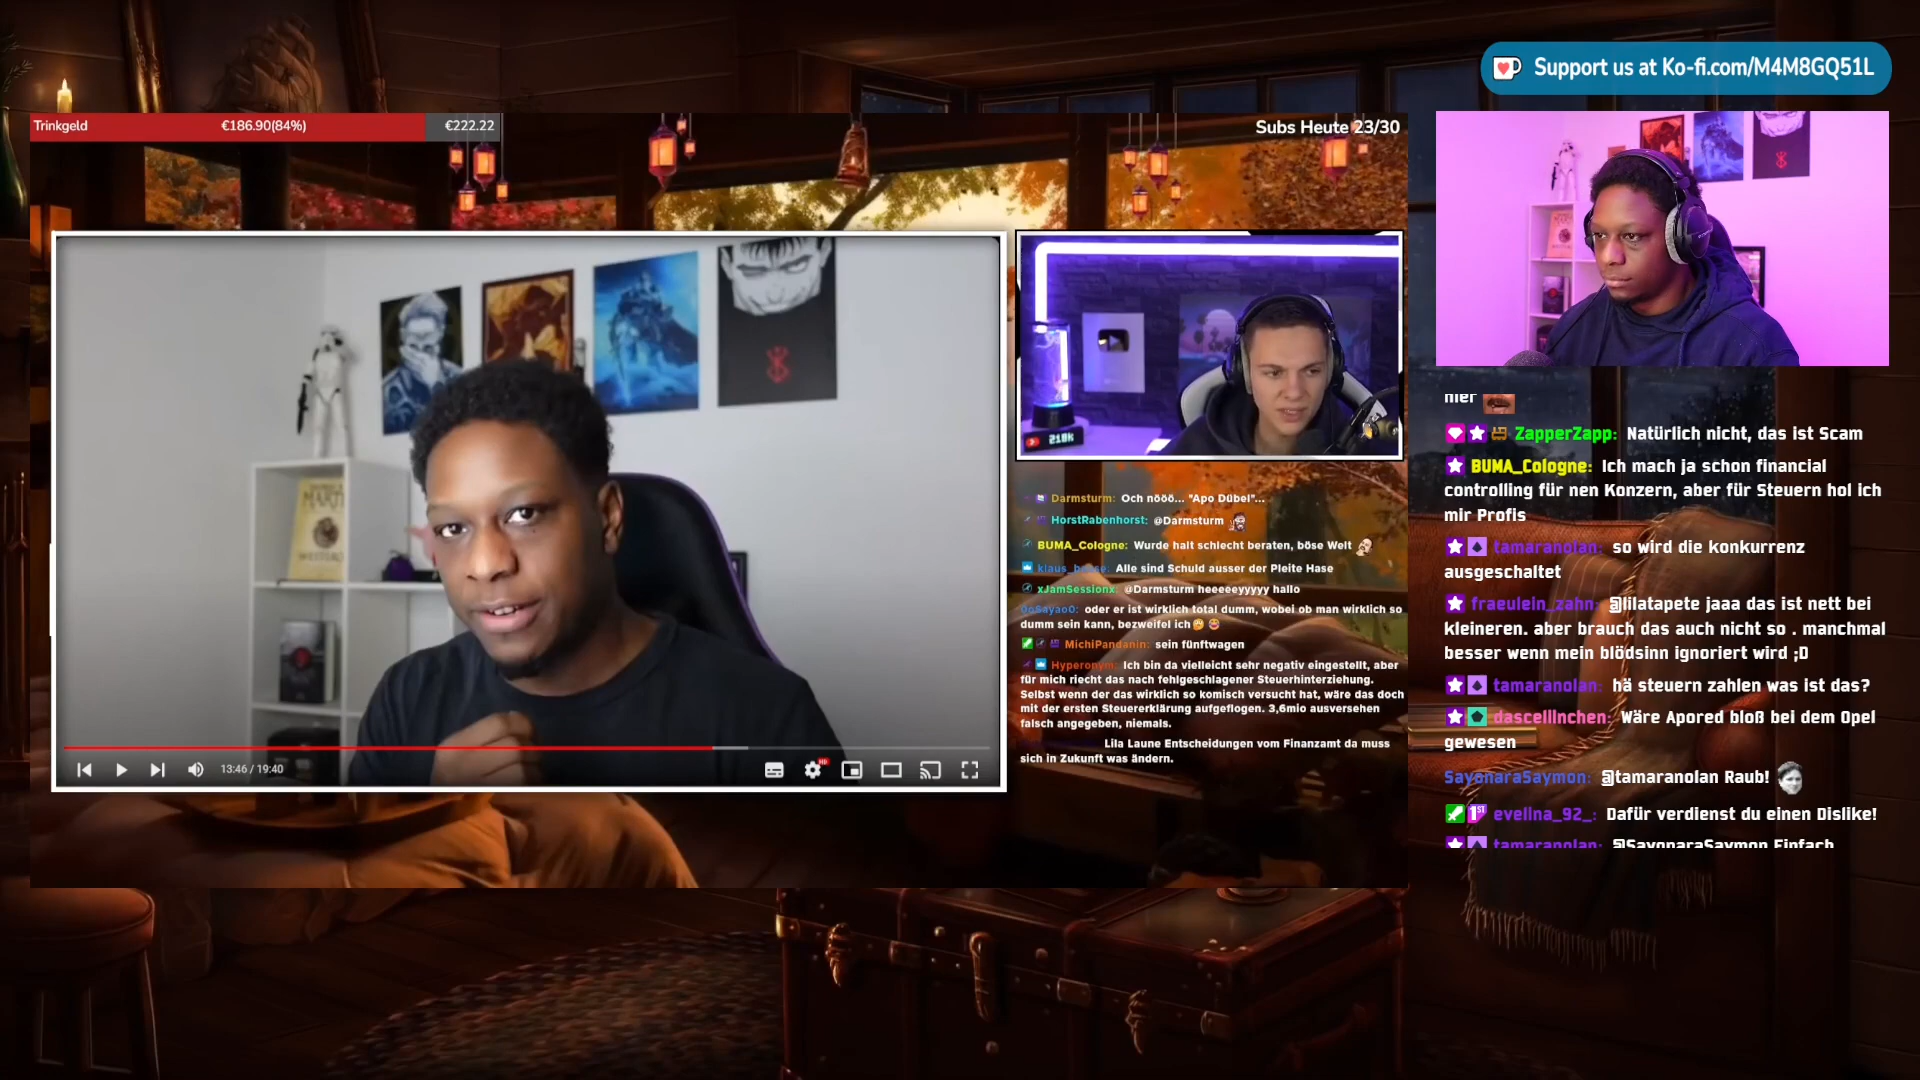 Support us at Ko-fi.com/M4M8GQ51L
Trinkgeld €186.90(84%) €222.22
Subs Heute 23/30
218k
13:46 / 19:40
HD
Darmsturm: Och nööö... "Apo Dübel"...
HorstRabenhorst: @Darmsturm
BUMA_Cologne: Wurde halt schlecht beraten, böse Welt
Alle sind Schuld ausser der Pleite Hase
xJamSessionx: @Darmsturm heeeeeyyyyy hallo
oder er ist wirklich total dumm, wobei ob man wirklich so
dumm sein kann, bezweifel ich
MichiPandanin: sein fünftwagen
Hyperonym: Ich bin da vielleicht sehr negativ eingestellt, aber
für mich riecht das nach fehlgeschlagener Steuerhinterziehung.
Selbst wenn der das wirklich so komisch versucht hat, wäre das doch
mit der ersten Steuererklärung aufgeflogen. 3,6mio ausversehen
falsch angegeben, niemals.
Lila Laune Entscheidungen vom Finanzamt da muss
sich in Zukunft was ändern.
hier
ZapperZapp: Natürlich nicht, das ist Scam
BUMA_Cologne: Ich mach ja schon financial
controlling für nen Konzern, aber für Steuern hol ich
mir Profis
tamaranolan: so wird die konkurrenz
ausgeschaltet
fraeulein_zahn: @lilatapete jaaa das ist nett bei
kleineren. aber brauch das auch nicht so . manchmal
besser wenn mein blödsinn ignoriert wird ;D
tamaranolan: hä steuern zahlen was ist das?
dascellinchen: Wäre Apored bloß bei dem Opel
gewesen
SayonaraSaymon: @tamaranolan Raub!
1ST evelina_92_: Dafür verdienst du einen Dislike!
tamaranolan: @SayonaraSaymon Einfach